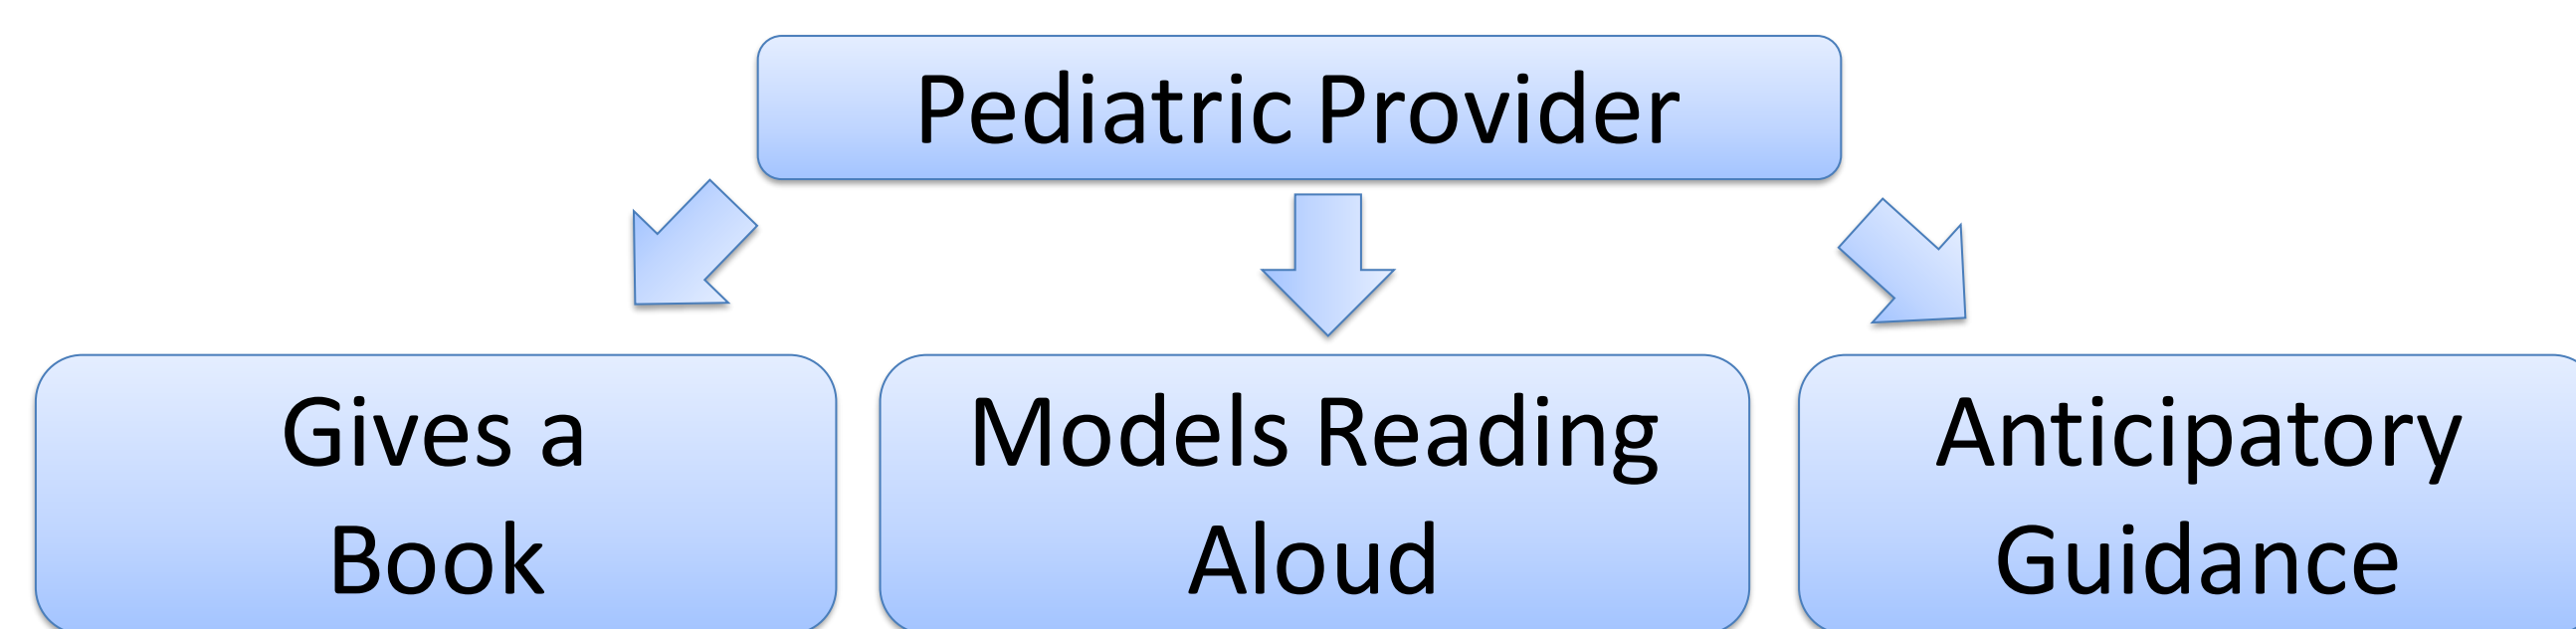 Pediatric Provider
Gives a
Book
Models Reading
Aloud
Anticipatory
Guidance